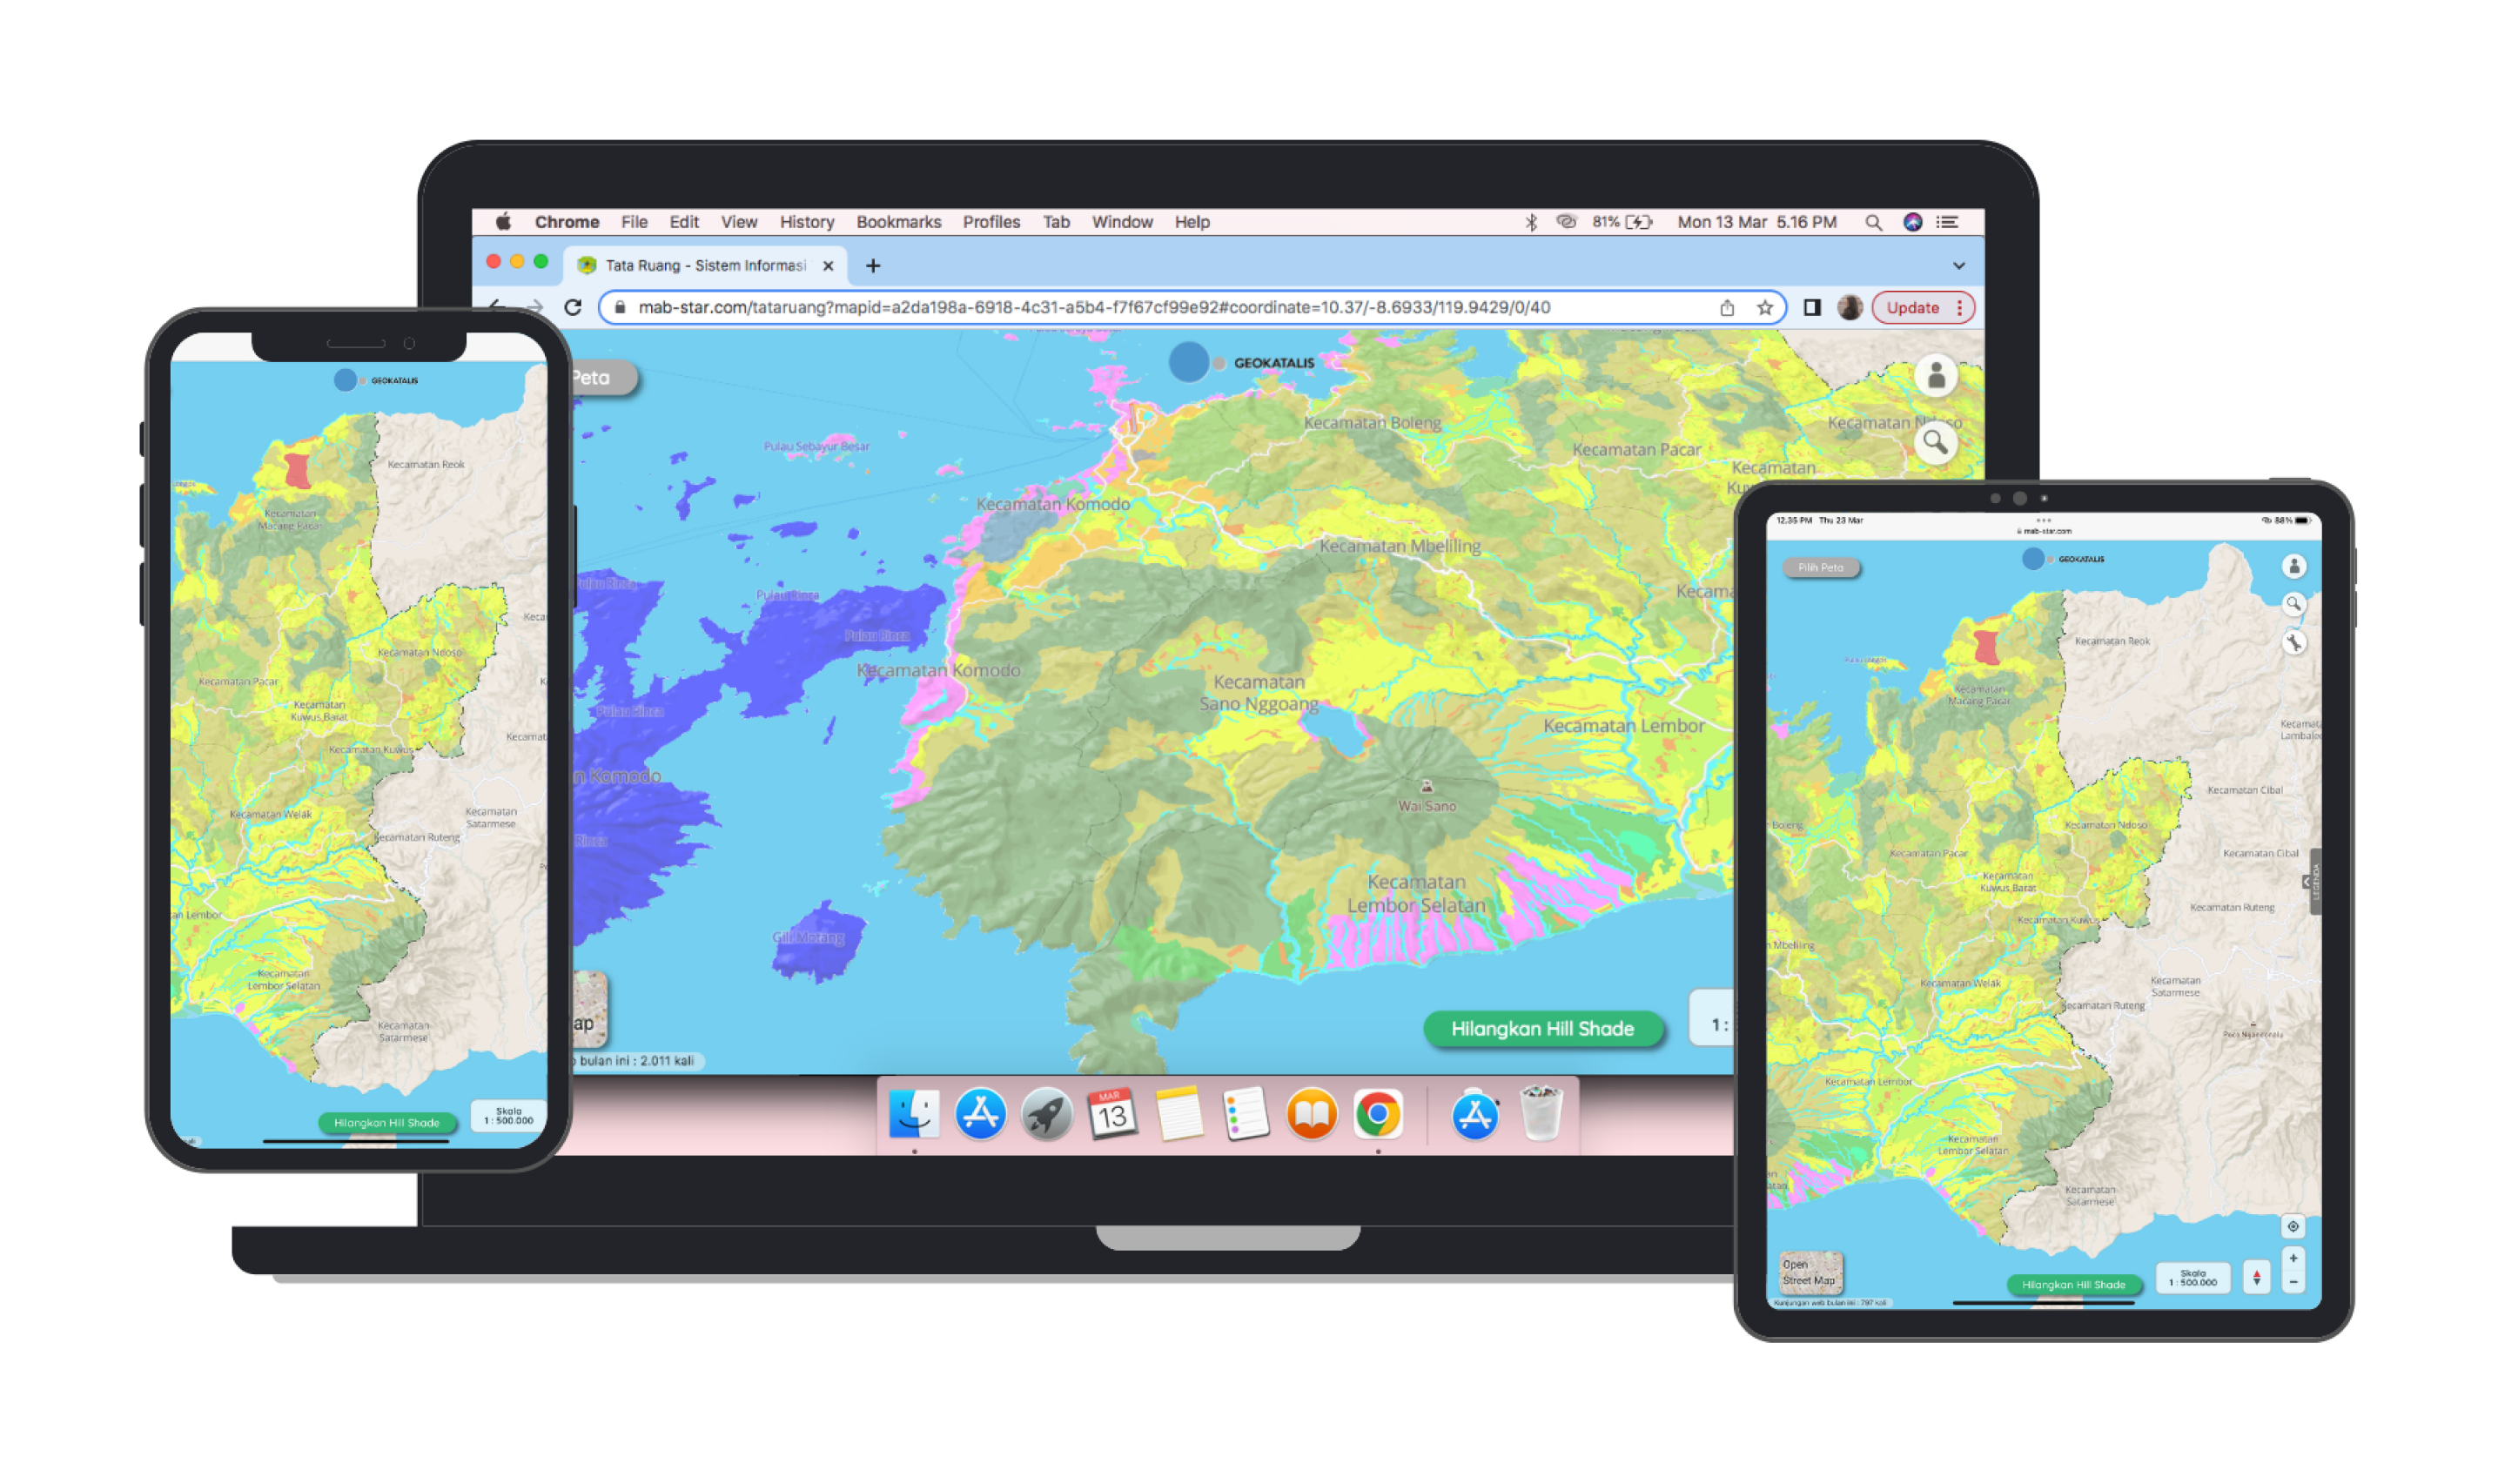 Chrome File Edit View History Bookmarks Profiles Tab Window Help
81%
Mon 13 Mar 5.16 PM
Tata Ruang - Sistem Informasi
mab-star.com/tataruang?mapid=a2da198a-6918-4c31-a5b4-f7f67cf99e92#coordinate=10.37/-8.6933/119.9429/0/40
Update
Peta
GEOKATALIS
Kecamatan Boleng
Kecamatan Pacar
Kecamatan
Pulau Sebayur Besar
Kecamatan Komodo
Kecamatan Mbeliling
Pulau Rinca
Pulau Rinca
Pulau Rinca
Kecamatan Komodo
Kecamatan
Sano Nggoang
Pulau Rinca
Kecamatan Lembor
n Komodo
Wai Sano
Rinca
Kecamatan
Lembor Selatan
Gili Motang
Hilangkan Hill Shade
1 :
ap
bulan ini : 2.011 kali
MAR
13
GEOKATALIS
Kecamatan Reok
Kecamatan
Macang Pacar
Keca
Kecamatan Ndoso
Kecamatan Pacar
Kecamatan
Kuwus Barat
Kecamat
Kecamatan Kuwus
Kecamatan Welak
Kecamatan
Satarmese
Kecamatan Ruteng
an Lembor
Kecamatan
Lembor Selatan
Kecamatan
Satarmese
Hilangkan Hill Shade
Skala
1 : 500.000
12.35 PM Thu 23 Mar
88%
mab-star.com
Pilih Peta
GEOKATALIS
Kecamatan Reok
Kecamatan
Macang Pacar
Kecamat
Lambale
Kecamatan Cibal
Boleng
Kecamatan Ndoso
Kecamatan Pacar
Kecamatan Cibal
Kecamatan
Kuwus Barat
LEGENDA
Kecamatan Ruteng
Kecamatan Kuwus
n Mbeliling
Kecamatan Welak
Kecamatan
Satarmese
Kecamatan Ruteng
Kecamatan Lembor
Kecamatan
Lembor Selatan
Kecamatan
Satarmese
Open
Street Map
Hilangkan Hill Shade
Skala
1 : 500.000
Kunjungan web bulan ini : 797 kali